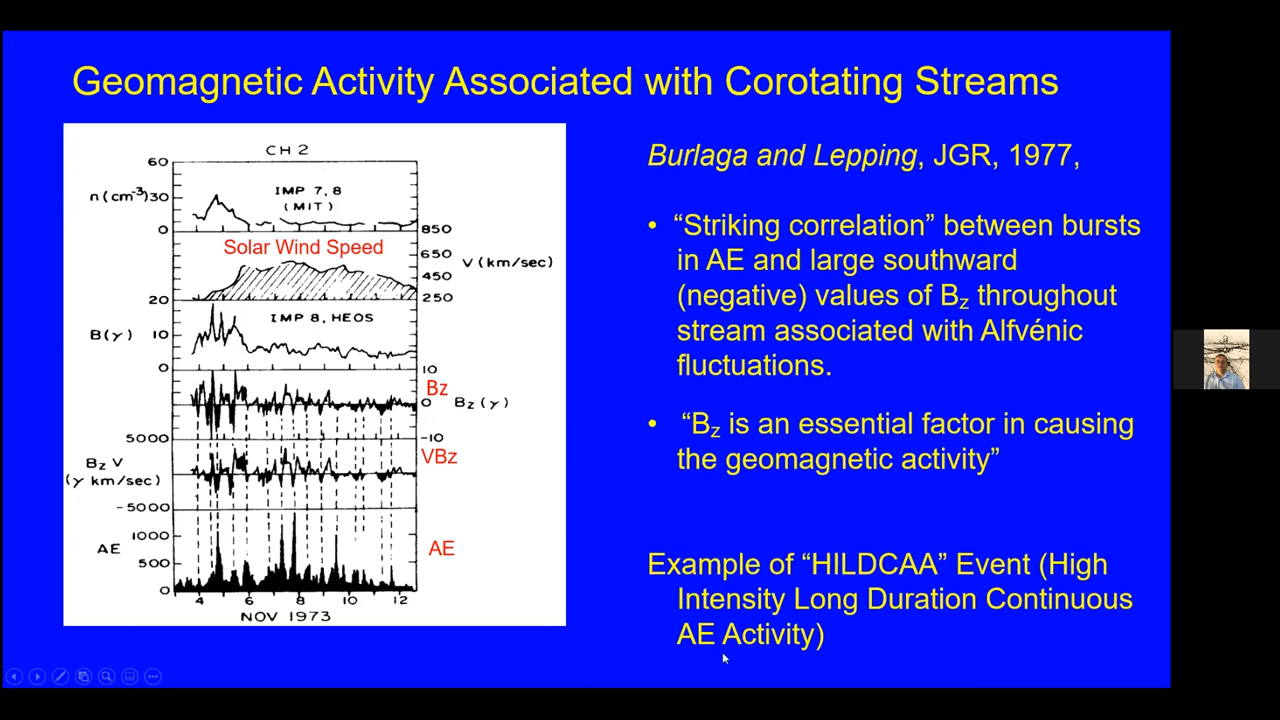 Geomagnetic Activity Associated with Corotating Streams
CH 2
60
n(cm⁻³)
30
0
IMP 7,8
(MIT)
850
Solar Wind Speed
650
V(km/sec)
450
250
20
B(γ)
10
0
IMP 8, HEOS
10
Bz
0
Bz(γ)
-10
5000
VBz
BzV
(γ km/sec)
-5000
1000
AE
AE
500
0
4 6 8 10 12
NOV 1973
Burlaga and Lepping, JGR, 1977,
• “Striking correlation” between bursts
in AE and large southward
(negative) values of Bz throughout
stream associated with Alfvénic
fluctuations.
• “Bz is an essential factor in causing
the geomagnetic activity”
Example of “HILDCAA” Event (High
Intensity Long Duration Continuous
AE Activity)